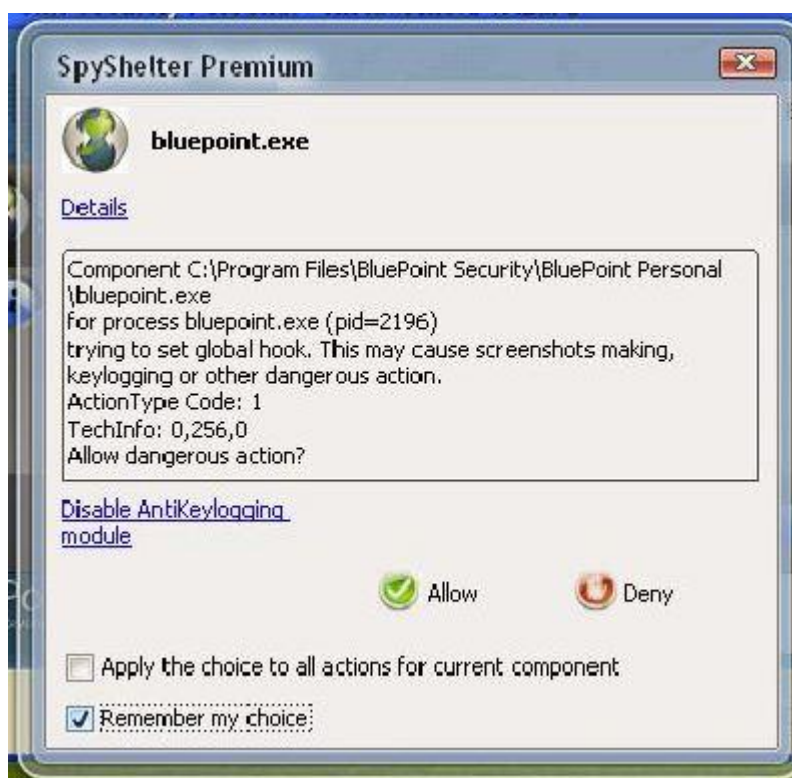 SpyShelter Premium
bluepoint.exe
Details
Component C:\Program Files\BluePoint Security\BluePoint Personal
\bluepoint.exe
for process bluepoint.exe (pid=2196)
trying to set global hook. This may cause screenshots making,
keylogging or other dangerous action.
ActionType Code: 1
TechInfo: 0,256,0
Allow dangerous action?
Disable AntiKeylogging
module
Allow
Deny
Apply the choice to all actions for current component
Remember my choice